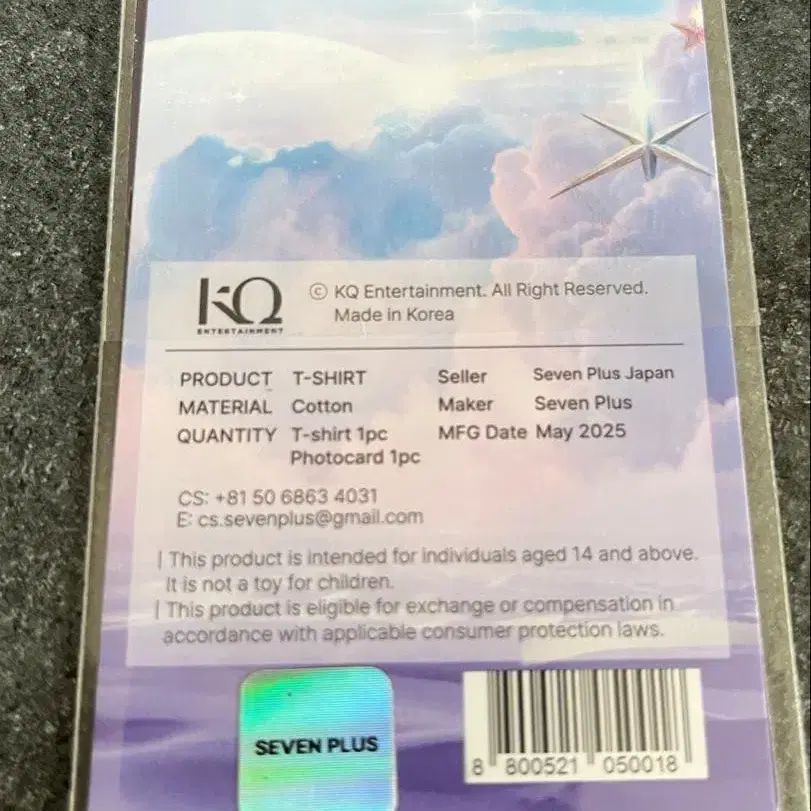 KQ
ENTERTAINMENT
© KQ Entertainment. All Right Reserved.
Made in Korea
PRODUCT T-SHIRT Seller Seven Plus Japan
MATERIAL Cotton Maker Seven Plus
QUANTITY T-shirt 1pc MFG Date May 2025
Photocard 1pc
CS: +81 50 6863 4031
E: cs.sevenplus@gmail.com
| This product is intended for individuals aged 14 and above.
It is not a toy for children.
| This product is eligible for exchange or compensation in
accordance with applicable consumer protection laws.
SEVEN PLUS
8 800521 050018